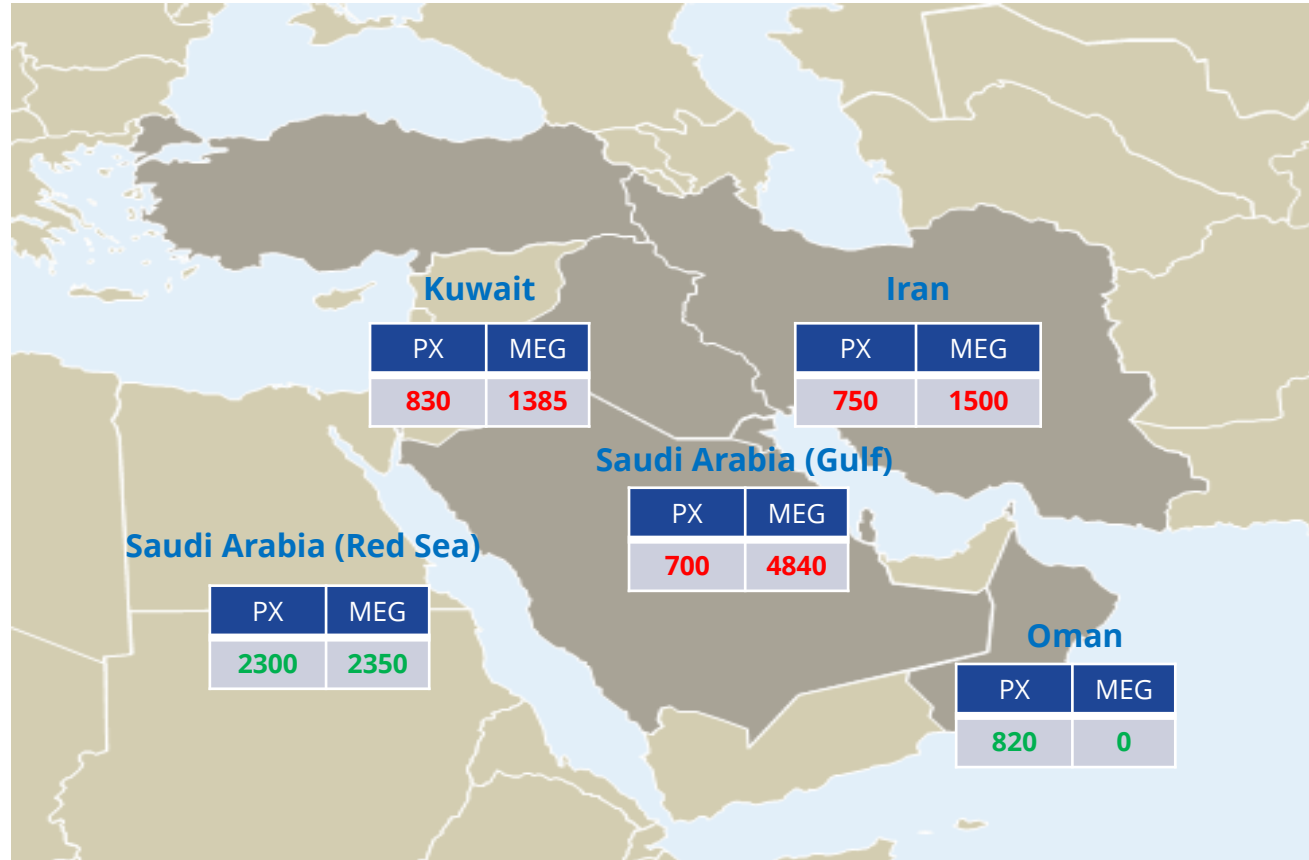 Kuwait
PX MEG
830 1385
Iran
PX MEG
750 1500
Saudi Arabia (Gulf)
PX MEG
700 4840
Saudi Arabia (Red Sea)
PX MEG
2300 2350
Oman
PX MEG
820 0